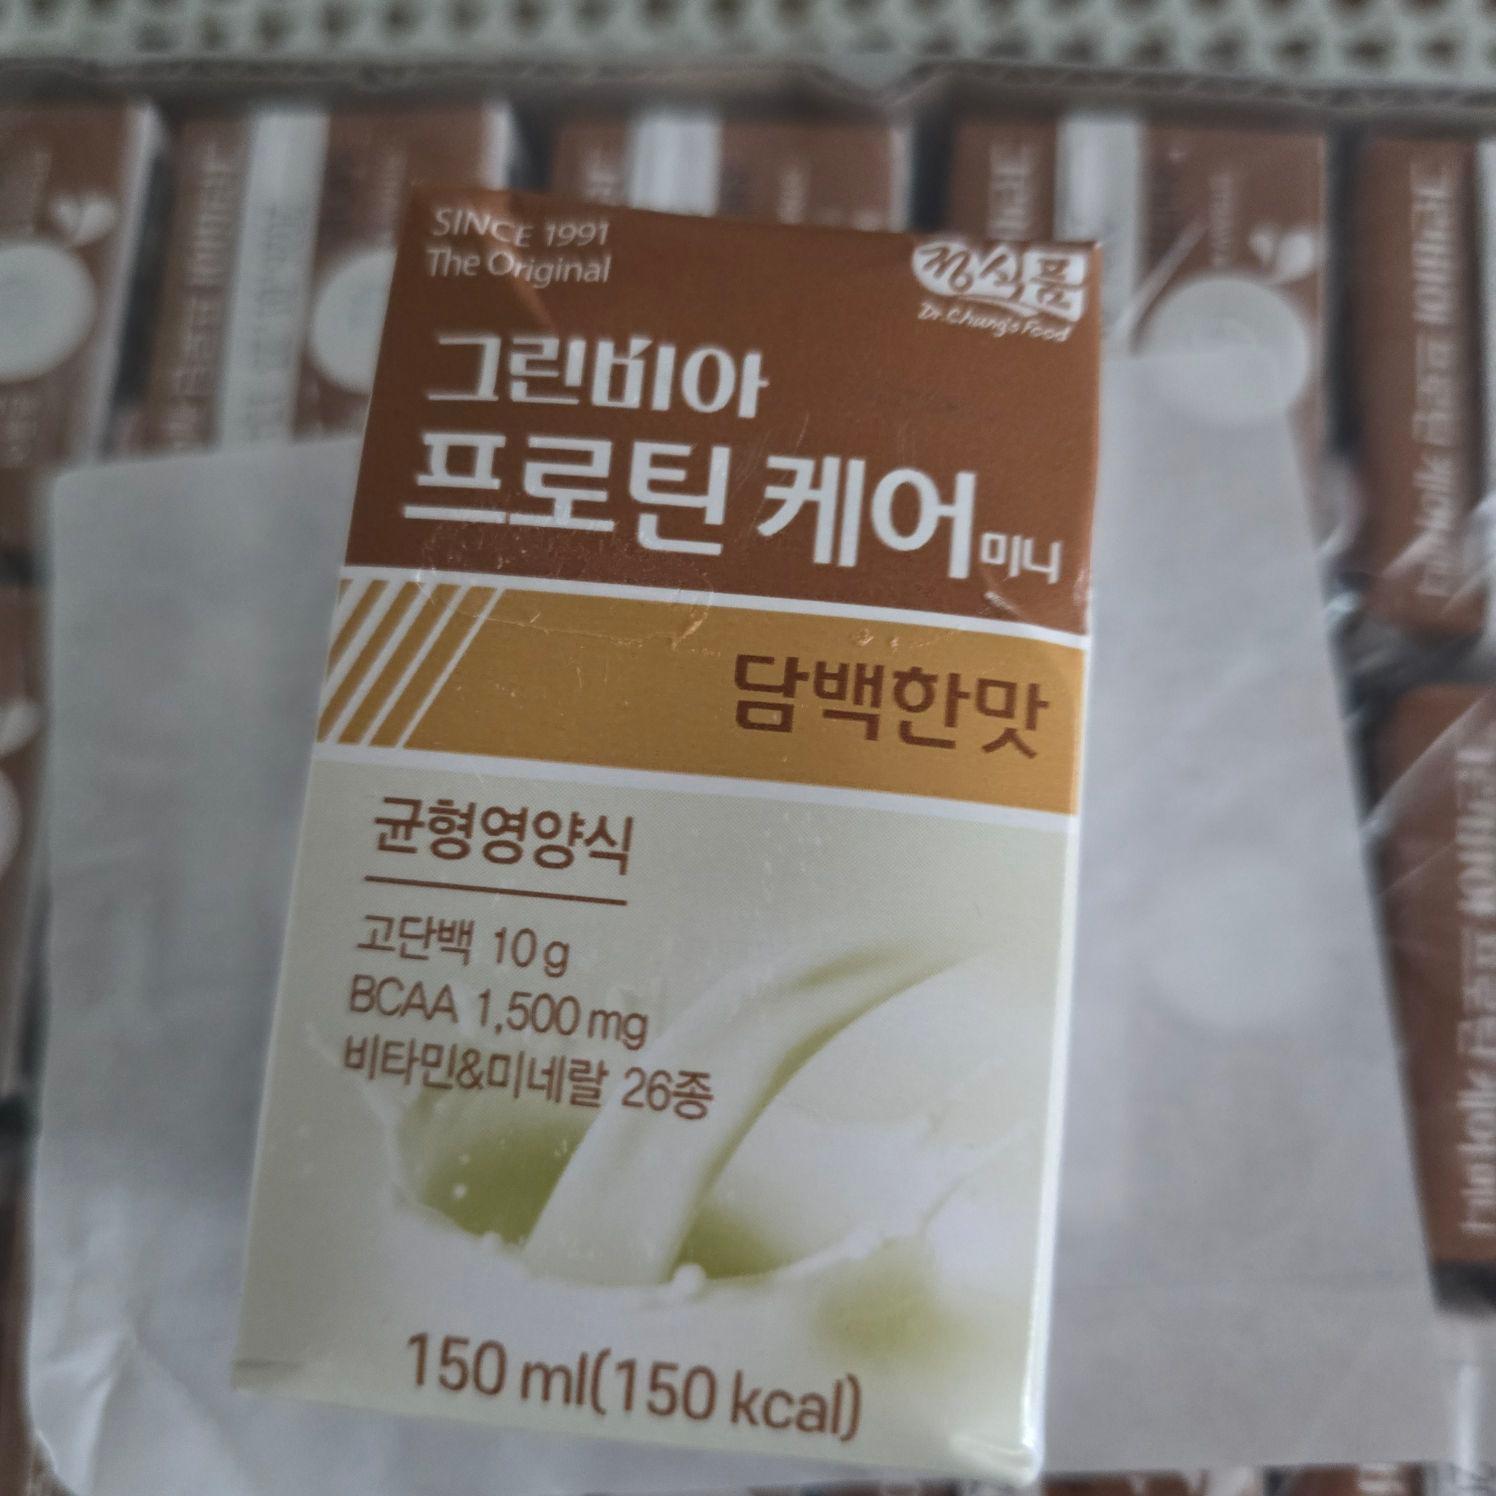 SINCE 1991
The Original
정식품
Dr.Chung's Food
그린비아
프로틴 케어 미니
담백한맛
균형영양식
고단백 10g
BCAA 1,500mg
비타민&미네랄 26종
150 ml(150 kcal)